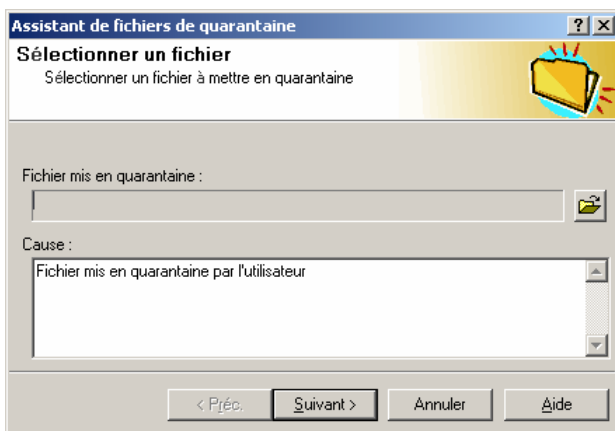 Assistant de fichiers de quarantaine
Sélectionner un fichier
Sélectionner un fichier à mettre en quarantaine
Fichier mis en quarantaine :
Cause :
Fichier mis en quarantaine par l'utilisateur
< Préc. Suivant > Annuler Aide